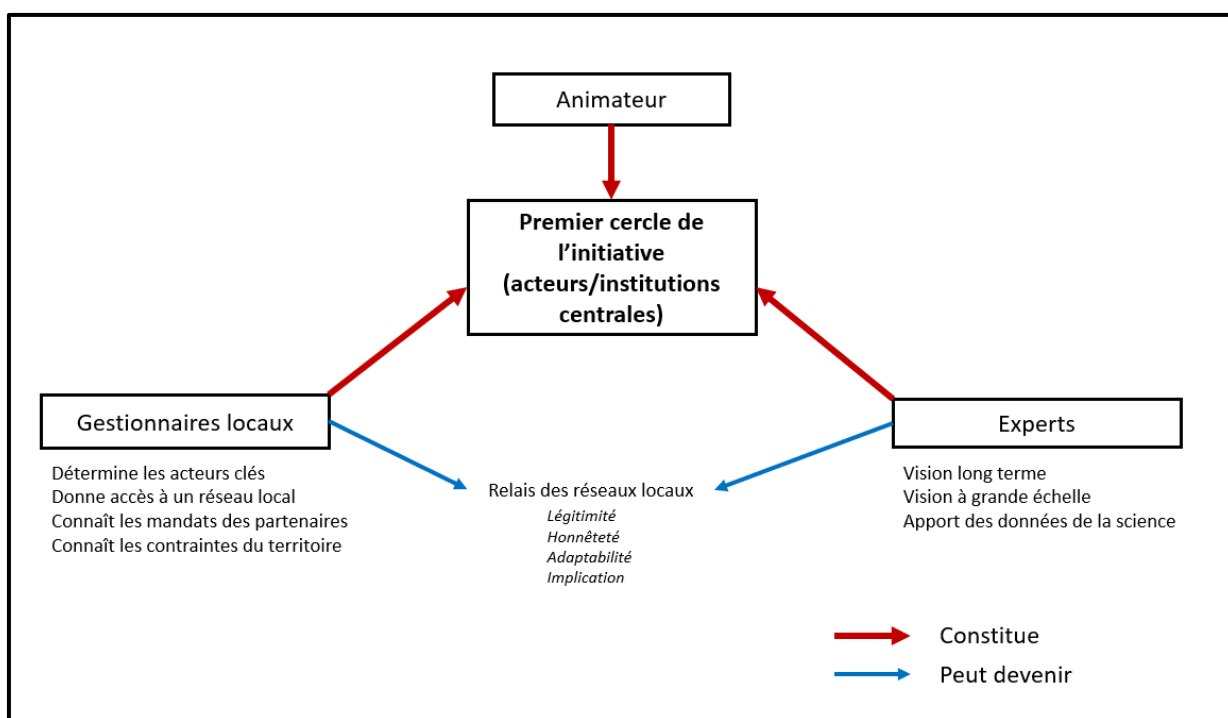 Animateur
Premier cercle de
l’initiative
(acteurs/institutions
centrales)
Gestionnaires locaux
Détermine les acteurs clés
Donne accès à un réseau local
Connaît les mandats des partenaires
Connaît les contraintes du territoire
Relais des réseaux locaux
Légitimité
Honnêteté
Adaptabilité
Implication
Experts
Vision long terme
Vision à grande échelle
Apport des données de la science
Constitue
Peut devenir